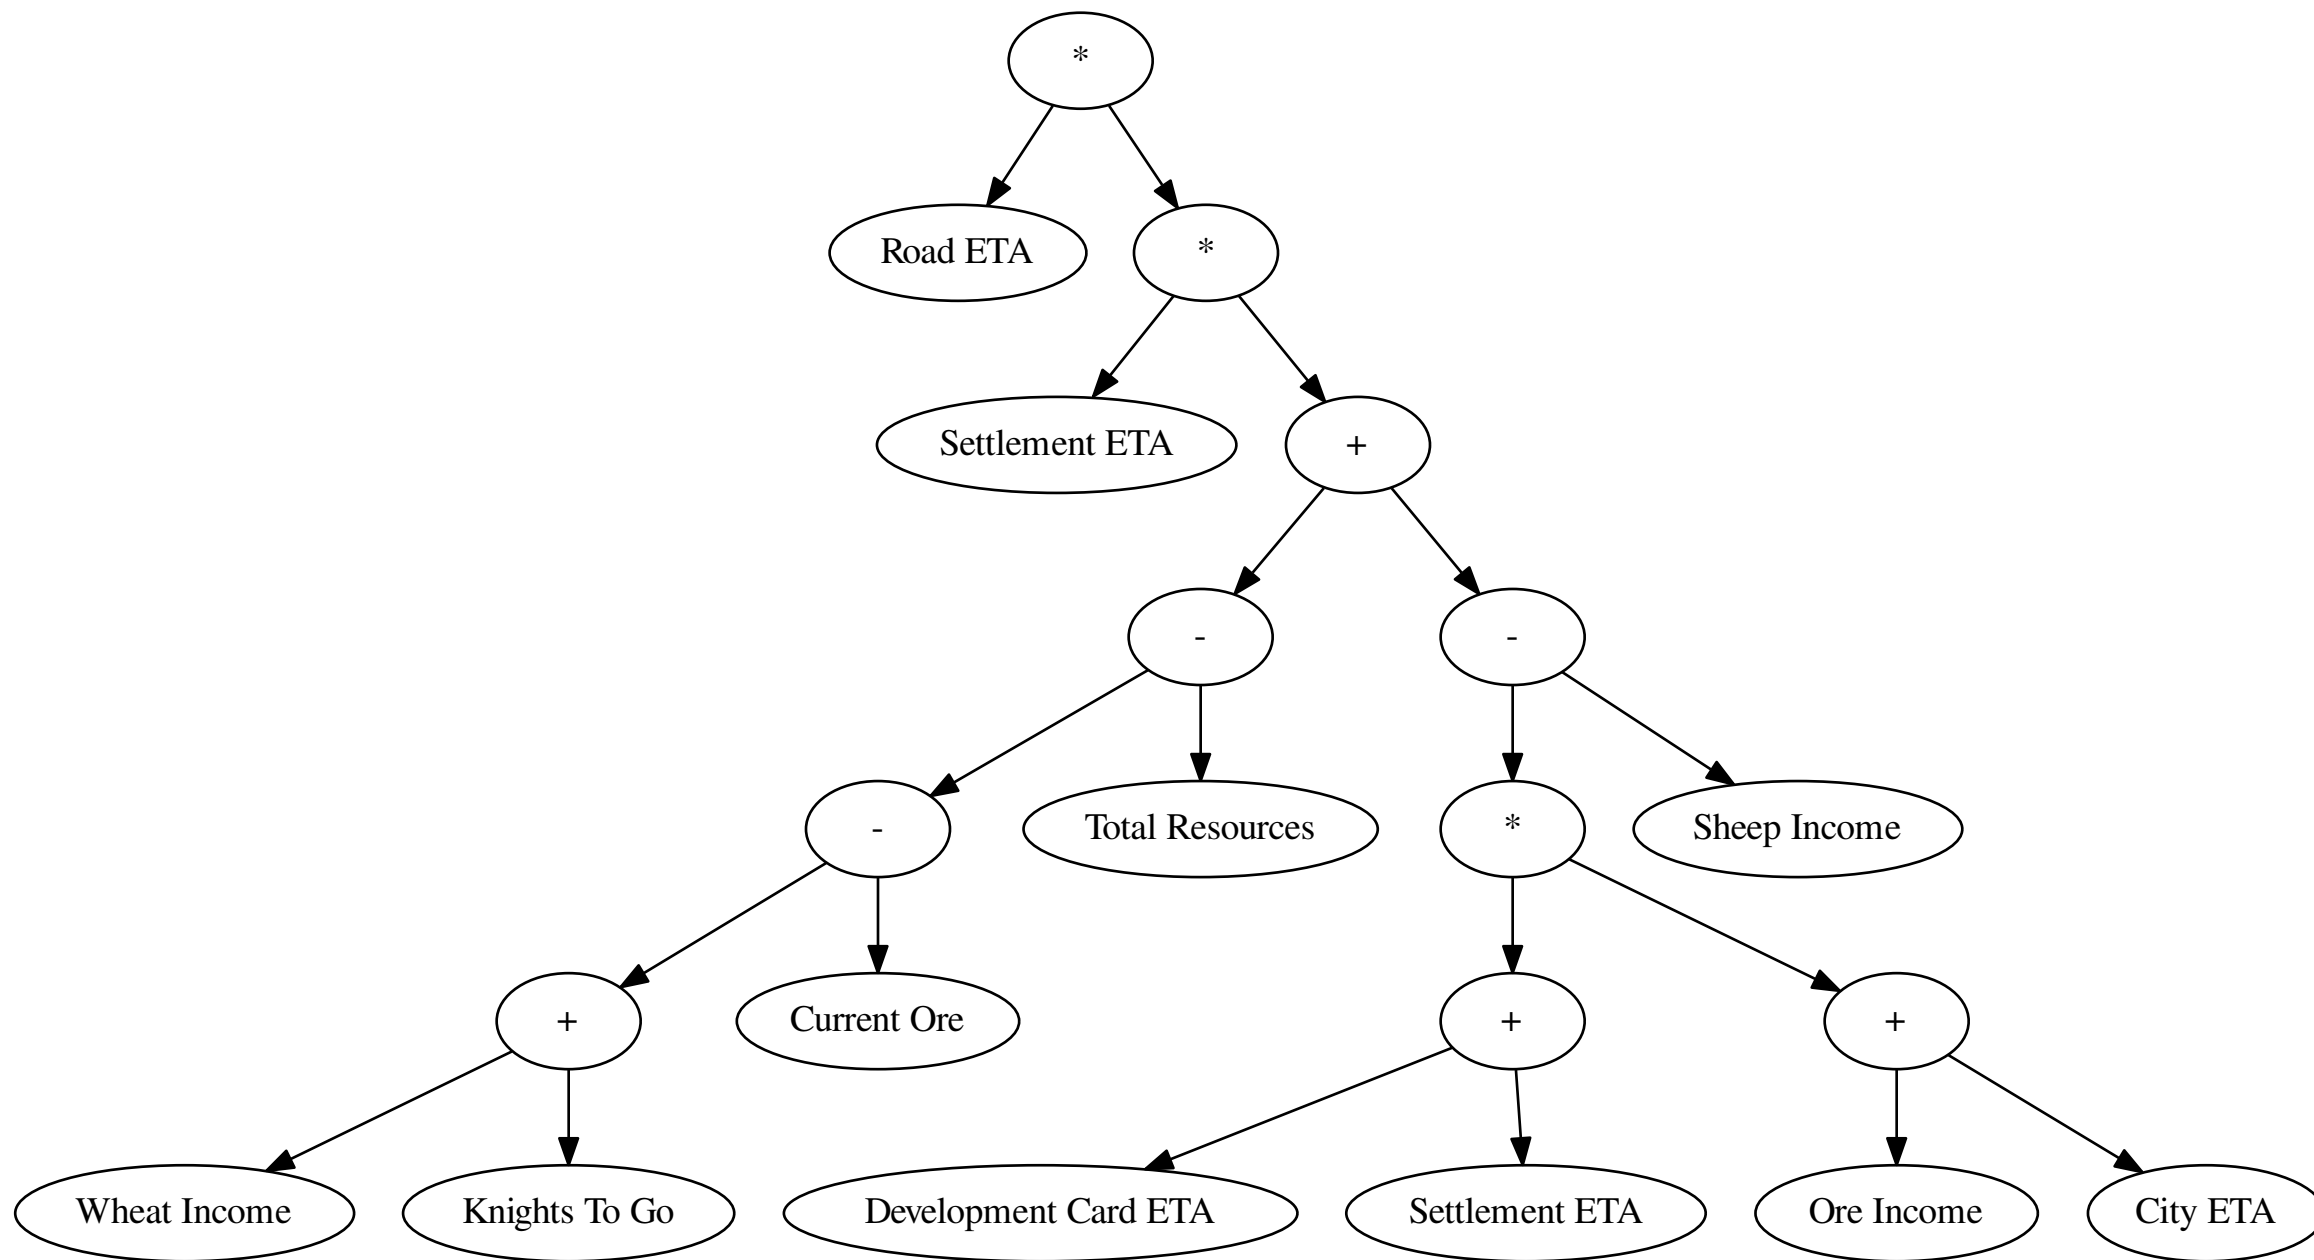 *
Road ETA
*
Settlement ETA
+
-
-
-
Total Resources
*
Sheep Income
+
Current Ore
+
+
Wheat Income
Knights To Go
Development Card ETA
Settlement ETA
Ore Income
City ETA